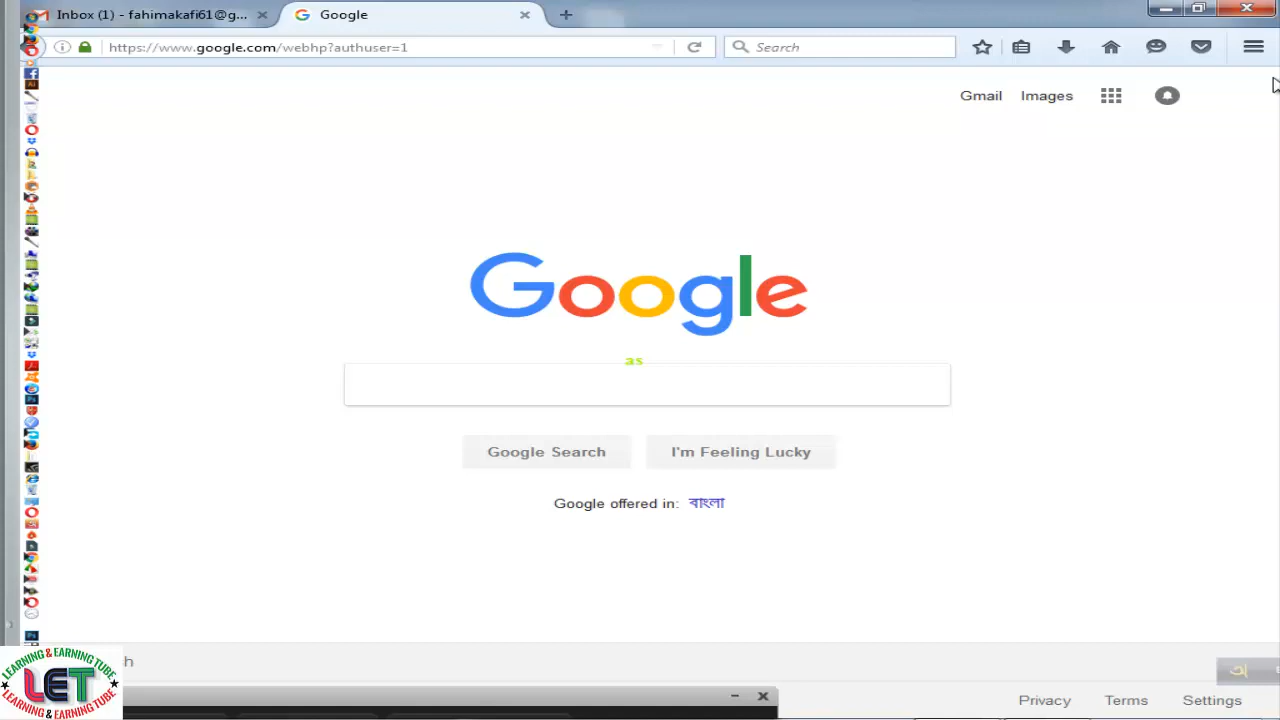 Inbox (1) - fahimakafi61@g...
Google
https://www.google.com/webhp?authuser=1
Search
Gmail Images
Google
as
Google Search
I'm Feeling Lucky
Google offered in: বাংলা
LEARNING & EARNING TUBE
LET
LEARNING & EARNING TUBE
Privacy Terms Settings